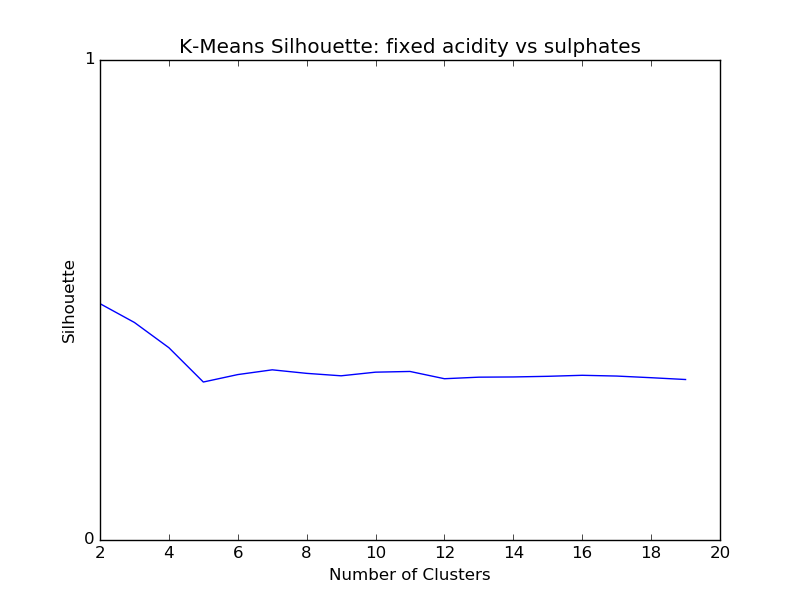 K-Means Silhouette: fixed acidity vs sulphates
1
Silhouette
0
2 4 6 8 10 12 14 16 18 20
Number of Clusters